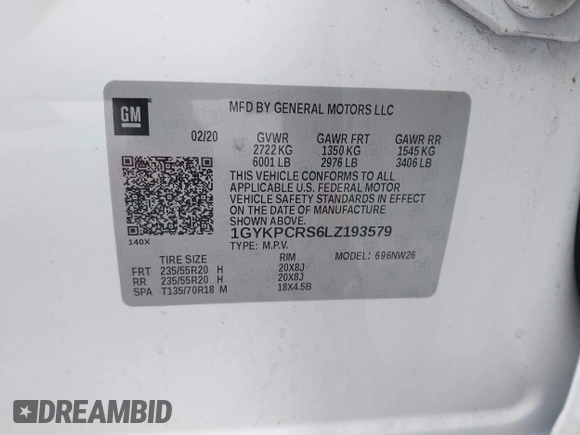 GM
MFD BY GENERAL MOTORS LLC
02/20 GVWR GAWR FRT GAWR RR
2722 KG 1350 KG 1545 KG
6001 LB 2976 LB 3406 LB
THIS VEHICLE CONFORMS TO ALL
APPLICABLE U.S. FEDERAL MOTOR
VEHICLE SAFETY STANDARDS IN EFFECT
ON THE DATE OF MANUFACTURE
SHOWN ABOVE.
1GYKPCRS6LZ193579
140X TYPE: M.P.V.
TIRE SIZE RIM MODEL: 696NW26
FRT 235/55R20 H 20X8J
RR 235/55R20 H 20X8J
SPA T135/70R18 M 18X4.5B
DREAMBID